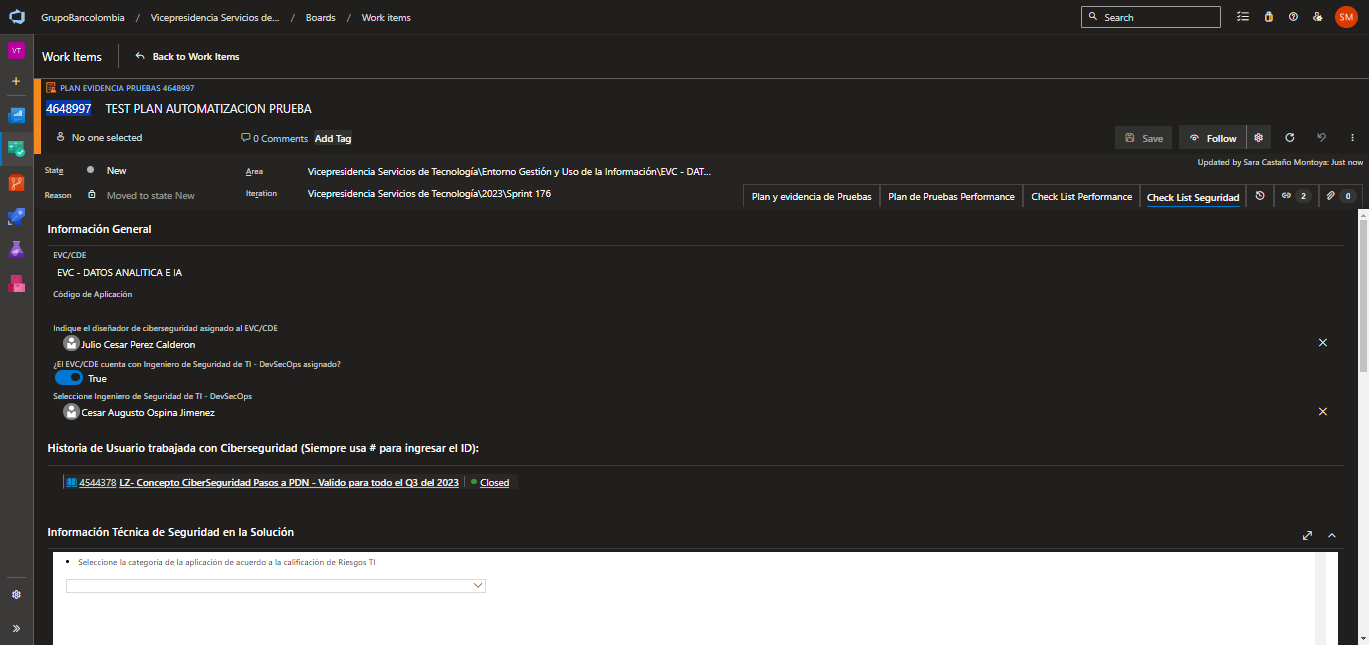 GrupoBancolombia / Vicepresidencia Servicios de... / Boards / Work items
Search
SM
VT
Work Items
Back to Work Items
PLAN EVIDENCIA PRUEBAS 4648997
4648997 TEST PLAN AUTOMATIZACION PRUEBA
No one selected
0 Comments
Add Tag
Save
Follow
Updated by Sara Castaño Montoya: Just now
State New
Area Vicepresidencia Servicios de Tecnología\Entorno Gestión y Uso de la Información\EVC - DAT...
Reason Moved to state New
Iteration Vicepresidencia Servicios de Tecnología\2023\Sprint 176
Plan y evidencia de Pruebas
Plan de Pruebas Performance
Check List Performance
Check List Seguridad
2
0
Información General
EVC/CDE
EVC - DATOS ANALITICA E IA
Código de Aplicación
Indique el diseñador de ciberseguridad asignado al EVC/CDE
Julio Cesar Perez Calderon
¿El EVC/CDE cuenta con Ingeniero de Seguridad de TI - DevSecOps asignado?
True
Seleccione Ingeniero de Seguridad de TI - DevSecOps
Cesar Augusto Ospina Jimenez
Historia de Usuario trabajada con Ciberseguridad (Siempre usa # para ingresar el ID):
4544378 LZ- Concepto CiberSeguridad Pasos a PDN - Valido para todo el Q3 del 2023 Closed
Información Técnica de Seguridad en la Solución
• Seleccione la categoria de la aplicación de acuerdo a la calificación de Riesgos TI